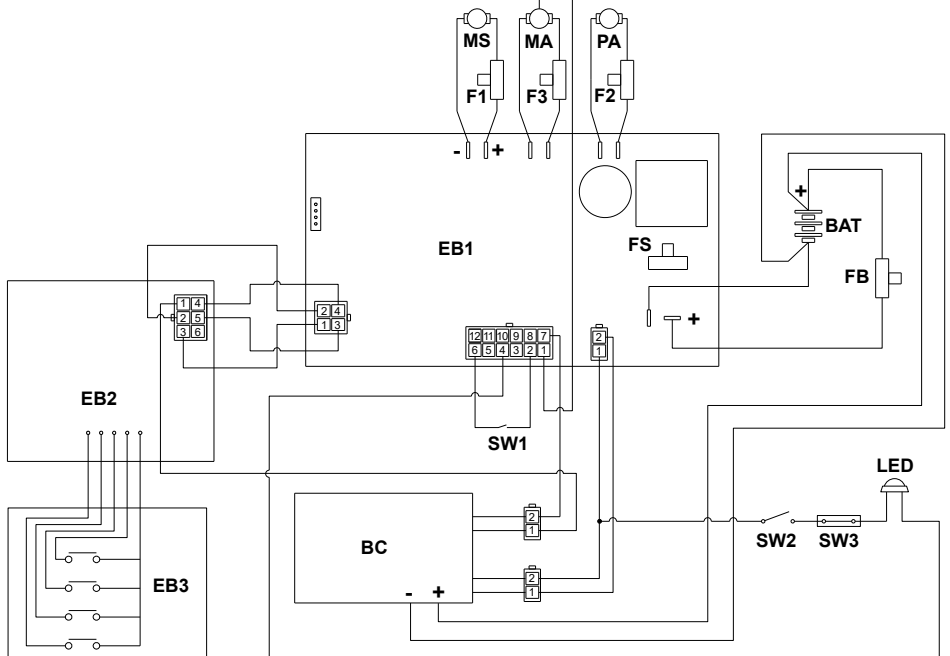 MS MA PA
F1 F3 F2
- +
EB1
FS
+
BAT
FB
+
2 4
1 3
1 4
2 5
3 6
12 11 10 9 8 7
6 5 4 3 2 1
2
1
EB2
SW1
LED
SW2 SW3
2
1
BC
2
1
- +
EB3